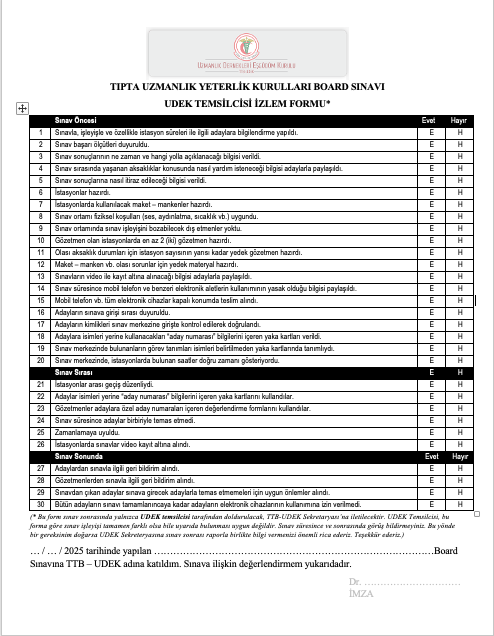 UZMANLIK DERNEKLERİ EŞGÜDÜM KURULU
TIPTA UZMANLIK YETERLİK KURULLARI BOARD SINAVI
UDEK TEMSİLCİSİ İZLEM FORMU*
Sınav Öncesi Evet Hayır
1 Sınavla, işleyişle ve özellikle istasyon süreleri ile ilgili adaylara bilgilendirme yapıldı. E H
2 Sınav başarı ölçütleri duyuruldu. E H
3 Sınav sonuçlarının ne zaman ve hangi yolla açıklanacağı bilgisi verildi. E H
4 Sınav sırasında yaşanan aksaklıklar konusunda nasıl yardım isteneceği bilgisi adaylarla paylaşıldı. E H
5 Sınav sonuçlarına nasıl itiraz edileceği bilgisi verildi. E H
6 İstasyonlar hazırdı. E H
7 İstasyonlarda kullanılacak maket – mankenler hazırdı. E H
8 Sınav ortamı fiziksel koşulları (ses, aydınlatma, sıcaklık vb.) uygundu. E H
9 Sınav ortamında sınav işleyişini bozabilecek dış etmenler yoktu. E H
10 Gözetmen olan istasyonlarda en az 2 (iki) gözetmen hazırdı. E H
11 Olası aksaklık durumları için istasyon sayısının yarısı kadar yedek gözetmen hazırdı. E H
12 Maket – manken vb. olası sorunlar için yedek materyal hazırdı. E H
13 Sınavların video ile kayıt altına alınacağı bilgisi adaylarla paylaşıldı. E H
14 Sınav süresince mobil telefon ve benzeri elektronik aletlerin kullanımının yasak olduğu bilgisi paylaşıldı. E H
15 Mobil telefon vb. tüm elektronik cihazlar kapalı konumda teslim alındı. E H
16 Adayların sınava girişi sırası duyuruldu. E H
17 Adayların kimlikleri sınav merkezine girişte kontrol edilerek doğrulandı. E H
18 Adaylara isimleri yerine kullanacakları "aday numarası" bilgilerini içeren yaka kartları verildi. E H
19 Sınav merkezinde bulunanların görev tanımları isimleri belirtilmeden yaka kartlarında tanımlıydı. E H
20 Sınav merkezinde, istasyonlarda bulunan saatler doğru zamanı gösteriyordu. E H
Sınav Sırası E H
21 İstasyonlar arası geçiş düzenliydi. E H
22 Adaylar isimleri yerine "aday numarası" bilgilerini içeren yaka kartlarını kullandılar. E H
23 Gözetmenler adaylara özel aday numaraları içeren değerlendirme formlarını kullandılar. E H
24 Sınav süresince adaylar birbiriyle temas etmedi. E H
25 Zamanlamaya uyuldu. E H
26 İstasyonlarda sınavlar video kayıt altına alındı. E H
Sınav Sonunda Evet Hayır
27 Adaylardan sınavla ilgili geri bildirim alındı. E H
28 Gözetmenlerden sınavla ilgili geri bildirim alındı. E H
29 Sınavdan çıkan adaylar sınava girecek adaylarla temas etmemeleri için uygun önlemler alındı. E H
30 Bütün adayların sınavı tamamlanıncaya kadar adayların elektronik cihazlarının kullanımına izin verilmedi. E H
(* Bu form sınav sonrasında yalnızca UDEK temsilcisi tarafından doldurulacak, TTB-UDEK Sekretaryası'na iletilecektir. UDEK Temsilcisi, bu
forma göre sınav işleyişi tamamen farklı olsa bile uyarıda bulunması uygun değildir. Sınav süresince ve sonrasında görüş bildirmeyiniz. Bu yönde
bir gereksinim doğarsa UDEK Sekretaryasına sınav sonrası raporla birlikte bilgi vermenizi önemli rica ederiz. Teşekkür ederiz.)
… / … / 2025 tarihinde yapılan …………………………………………………………Board
Sınavına TTB – UDEK adına katıldım. Sınava ilişkin değerlendirmem yukarıdadır.
Dr. …………………………
İMZA